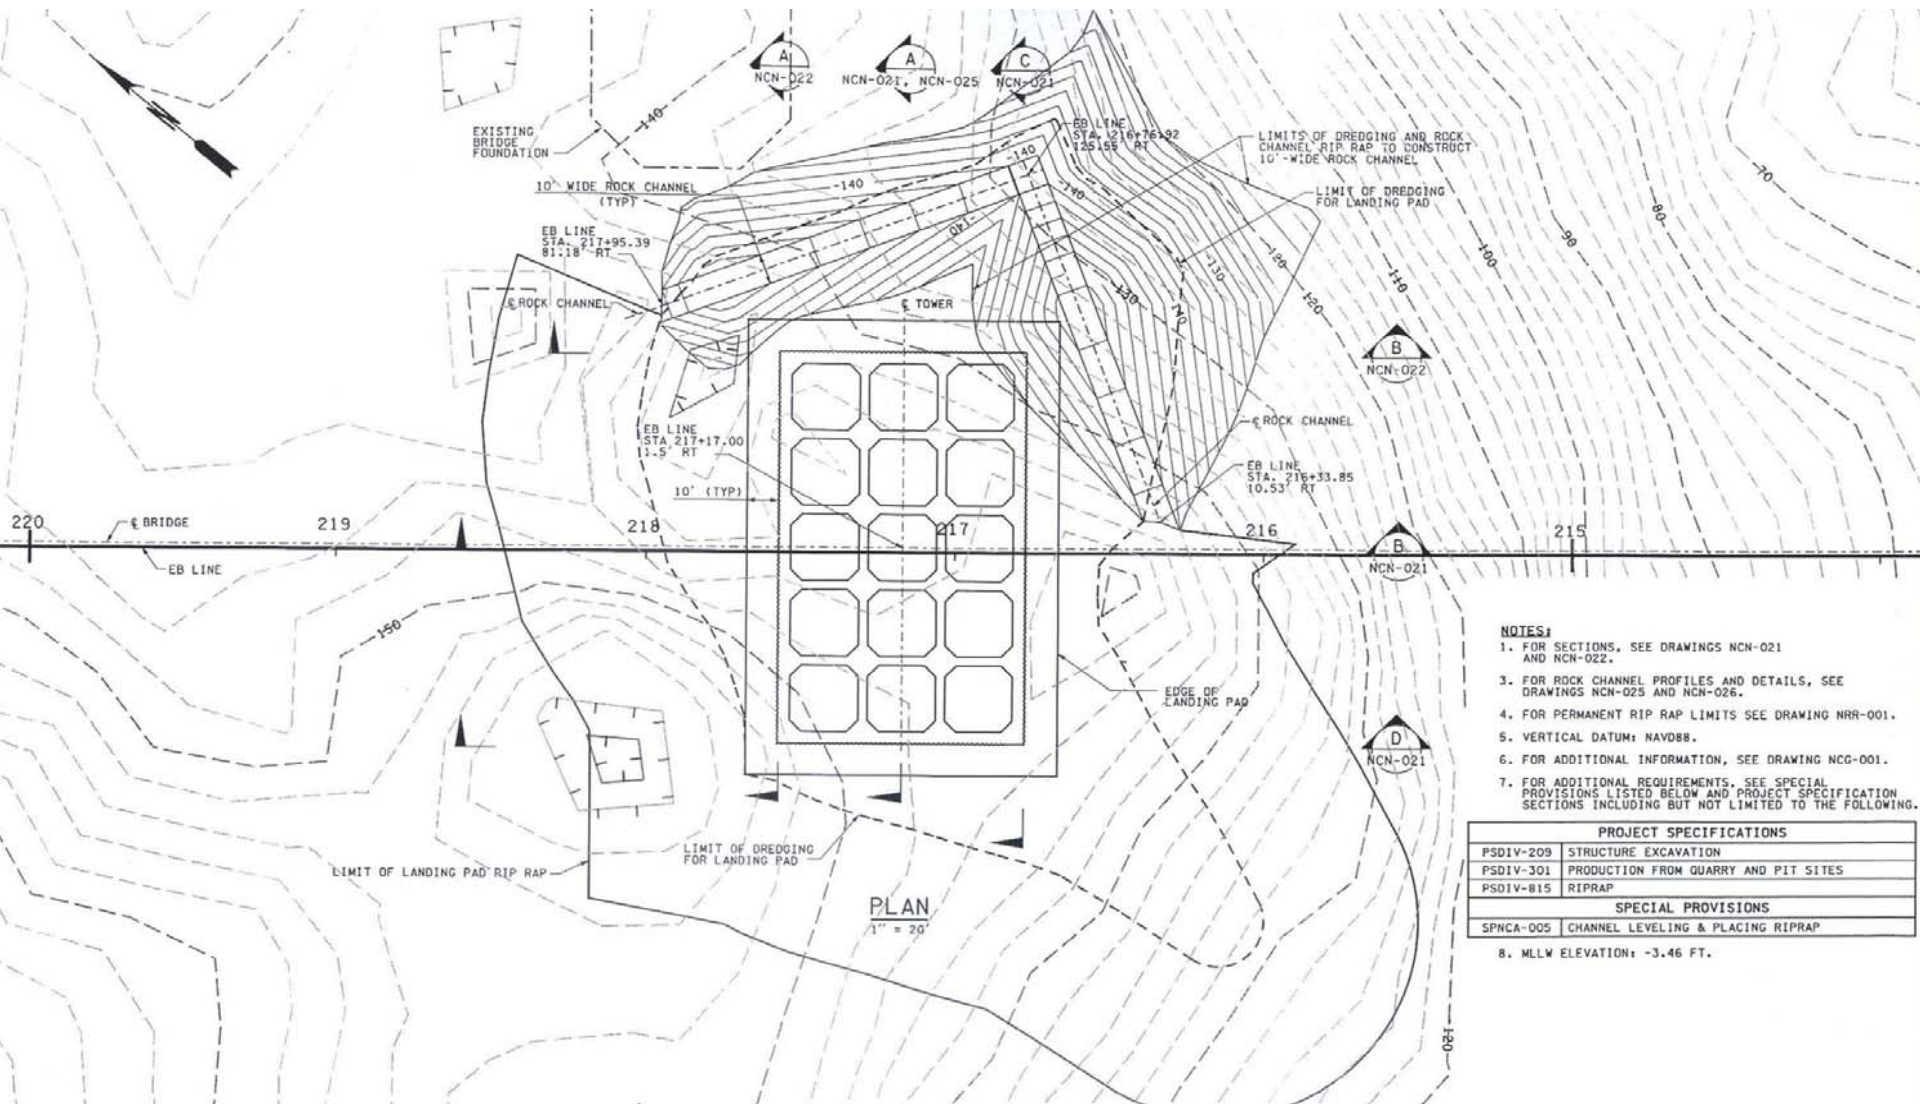 A
NCN-022
A
NCN-021, NCN-025
C
NCN-021
N
-140
EXISTING
BRIDGE
FOUNDATION
10' WIDE ROCK CHANNEL
(TYP)
EB LINE
STA. 217+95.39
81.18' RT
℄ ROCK CHANNEL
-140
-140
-140
-140
EB LINE
STA. 216+76.92
125.55' RT
LIMITS OF DREDGING AND ROCK
CHANNEL RIP RAP TO CONSTRUCT
10'-WIDE ROCK CHANNEL
LIMIT OF DREDGING
FOR LANDING PAD
-70
-80
-90
-100
-110
-120
-120
-130
-130
℄ TOWER
B
NCN-022
℄ ROCK CHANNEL
EB LINE
STA 217+17.00
1.5' RT
10' (TYP)
EB LINE
STA. 216+33.85
10.53' RT
220
℄ BRIDGE
219
218
217
216
215
EB LINE
B
NCN-021
-150
EDGE OF
LANDING PAD
D
NCN-021
LIMIT OF DREDGING
FOR LANDING PAD
LIMIT OF LANDING PAD RIP RAP
PLAN
1" = 20'
-120
NOTES:
1. FOR SECTIONS, SEE DRAWINGS NCN-021
AND NCN-022.
3. FOR ROCK CHANNEL PROFILES AND DETAILS, SEE
DRAWINGS NCN-025 AND NCN-026.
4. FOR PERMANENT RIP RAP LIMITS SEE DRAWING NRR-001.
5. VERTICAL DATUM: NAVD88.
6. FOR ADDITIONAL INFORMATION, SEE DRAWING NCG-001.
7. FOR ADDITIONAL REQUIREMENTS, SEE SPECIAL
PROVISIONS LISTED BELOW AND PROJECT SPECIFICATION
SECTIONS INCLUDING BUT NOT LIMITED TO THE FOLLOWING.
PROJECT SPECIFICATIONS
PSDIV-209 STRUCTURE EXCAVATION
PSDIV-301 PRODUCTION FROM QUARRY AND PIT SITES
PSDIV-815 RIPRAP
SPECIAL PROVISIONS
SPNCA-005 CHANNEL LEVELING & PLACING RIPRAP
8. MLLW ELEVATION: -3.46 FT.